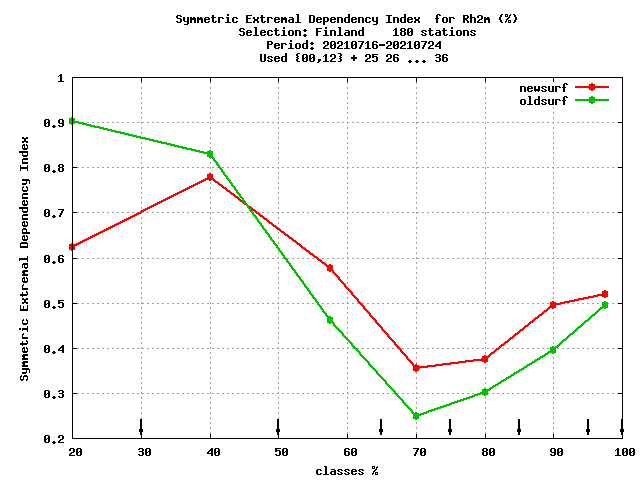 Symmetric Extremal Dependency Index  for Rh2m (%)
Selection: Finland    180 stations
Period: 20210716-20210724
Used {00,12} + 25 26 ... 36
newsurf
oldsurf
Symmetric Extremal Dependency Index
1
0.9
0.8
0.7
0.6
0.5
0.4
0.3
0.2
20 30 40 50 60 70 80 90 100
classes %